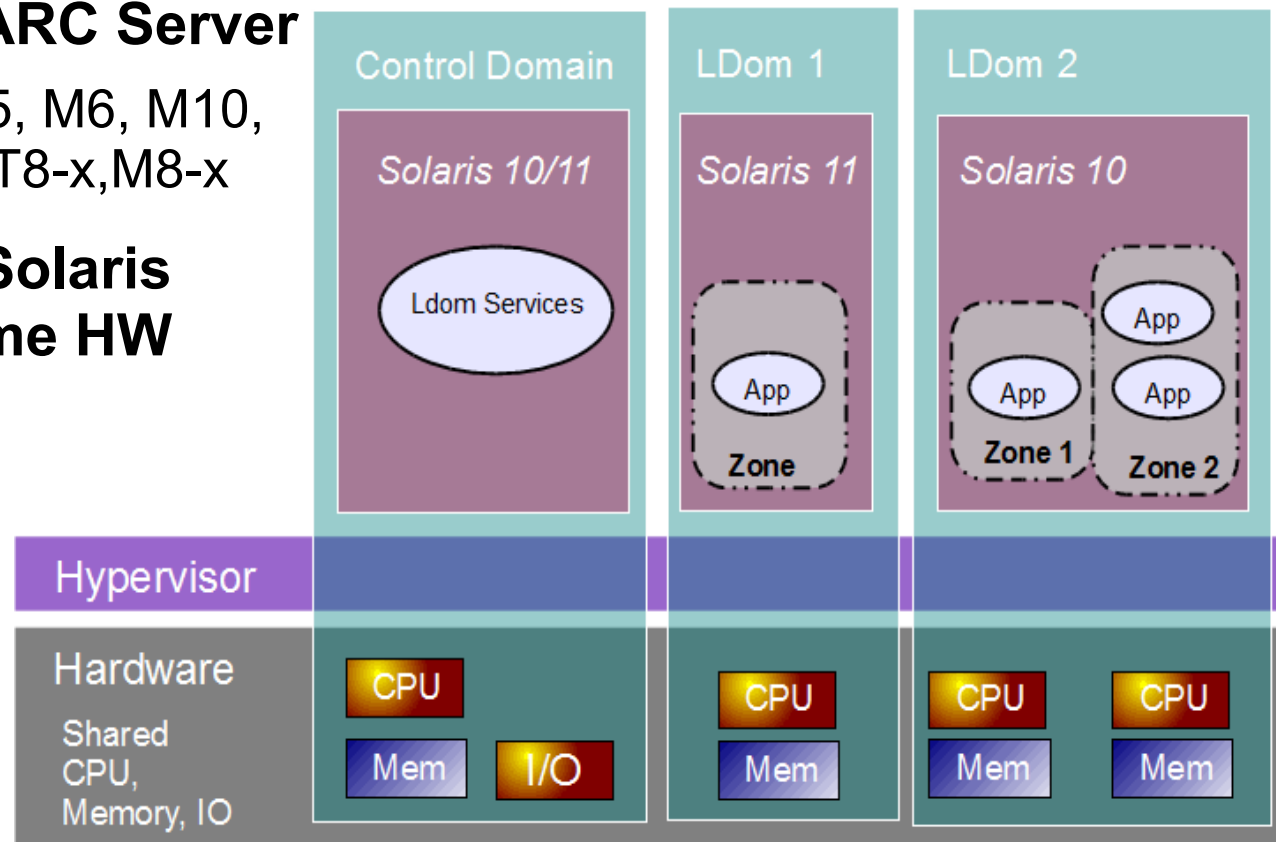 ARC Server
5, M6, M10,
T8-x,M8-x
Solaris
me HW
Control Domain
Solaris 10/11
Ldom Services
LDom 1
Solaris 11
App
Zone
LDom 2
Solaris 10
App
Zone 1
App
App
Zone 2
Hypervisor
Hardware
Shared
CPU,
Memory, IO
CPU
Mem
I/O
CPU
Mem
CPU
Mem
CPU
Mem